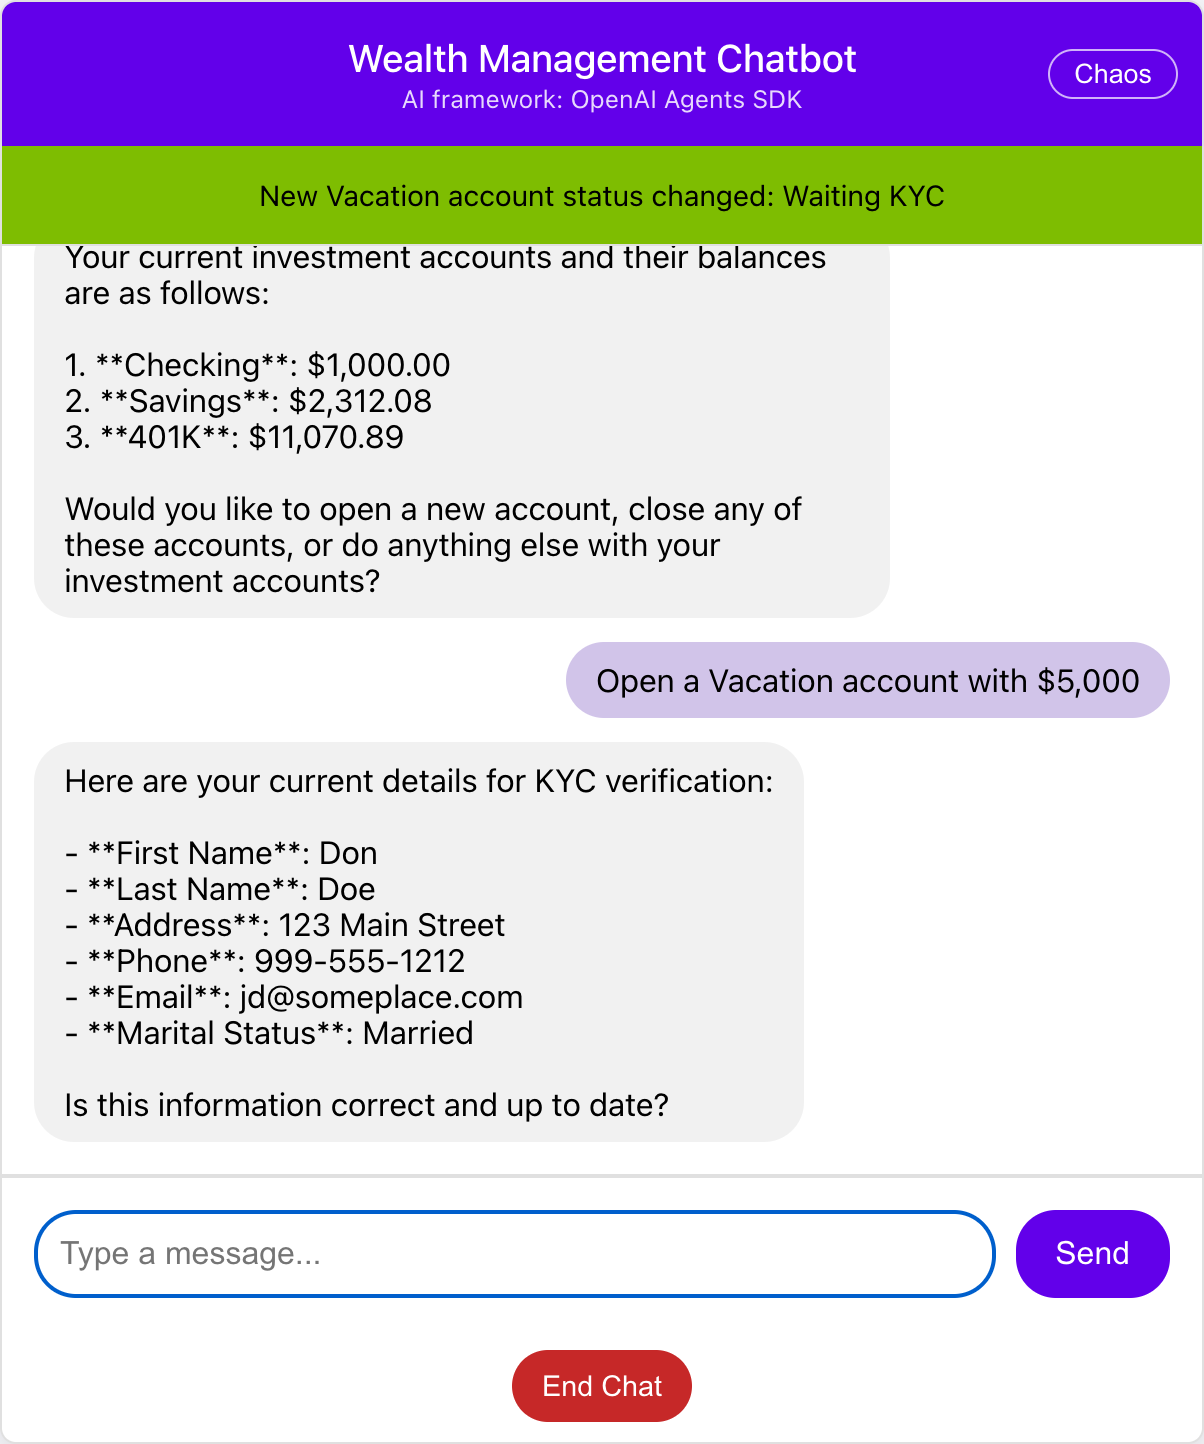 Wealth Management Chatbot
AI framework: OpenAI Agents SDK
Chaos
New Vacation account status changed: Waiting KYC
Your current investment accounts and their balances
are as follows:
1. **Checking**: $1,000.00
2. **Savings**: $2,312.08
3. **401K**: $11,070.89
Would you like to open a new account, close any of
these accounts, or do anything else with your
investment accounts?
Open a Vacation account with $5,000
Here are your current details for KYC verification:
- **First Name**: Don
- **Last Name**: Doe
- **Address**: 123 Main Street
- **Phone**: 999-555-1212
- **Email**: jd@someplace.com
- **Marital Status**: Married
Is this information correct and up to date?
Type a message...
Send
End Chat